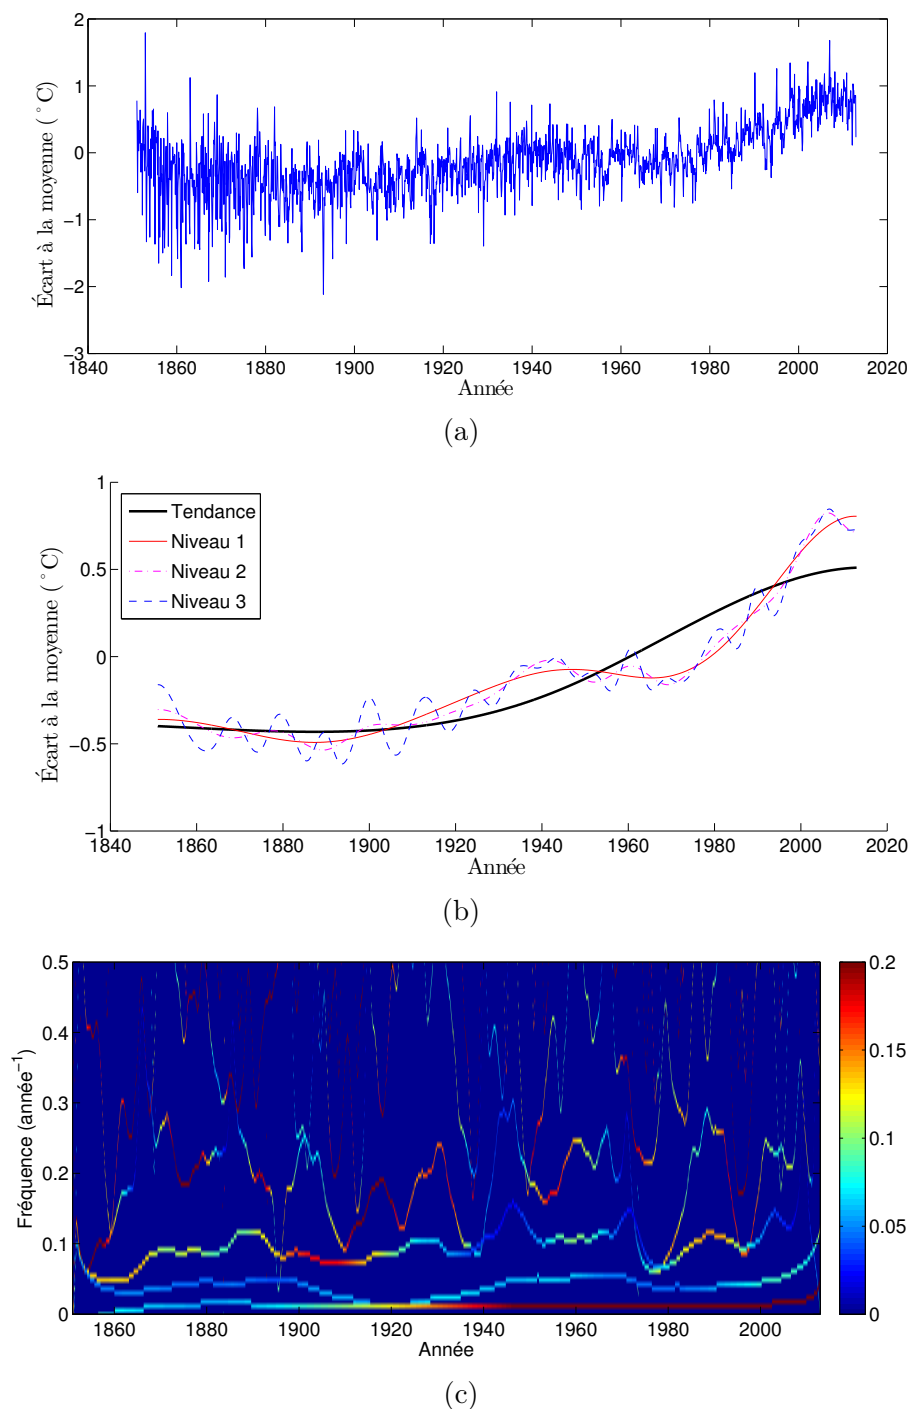 2
1
0
−1
−2
−3
Écart à la moyenne (°C)
1840 1860 1880 1900 1920 1940 1960 1980 2000 2020
Année
(a)
1
0.5
0
−0.5
−1
Écart à la moyenne (°C)
Tendance
Niveau 1
Niveau 2
Niveau 3
1840 1860 1880 1900 1920 1940 1960 1980 2000 2020
Année
(b)
0.5
0.4
0.3
0.2
0.1
0
Fréquence (année⁻¹)
1860 1880 1900 1920 1940 1960 1980 2000
Année
0.2
0.15
0.1
0.05
0
(c)